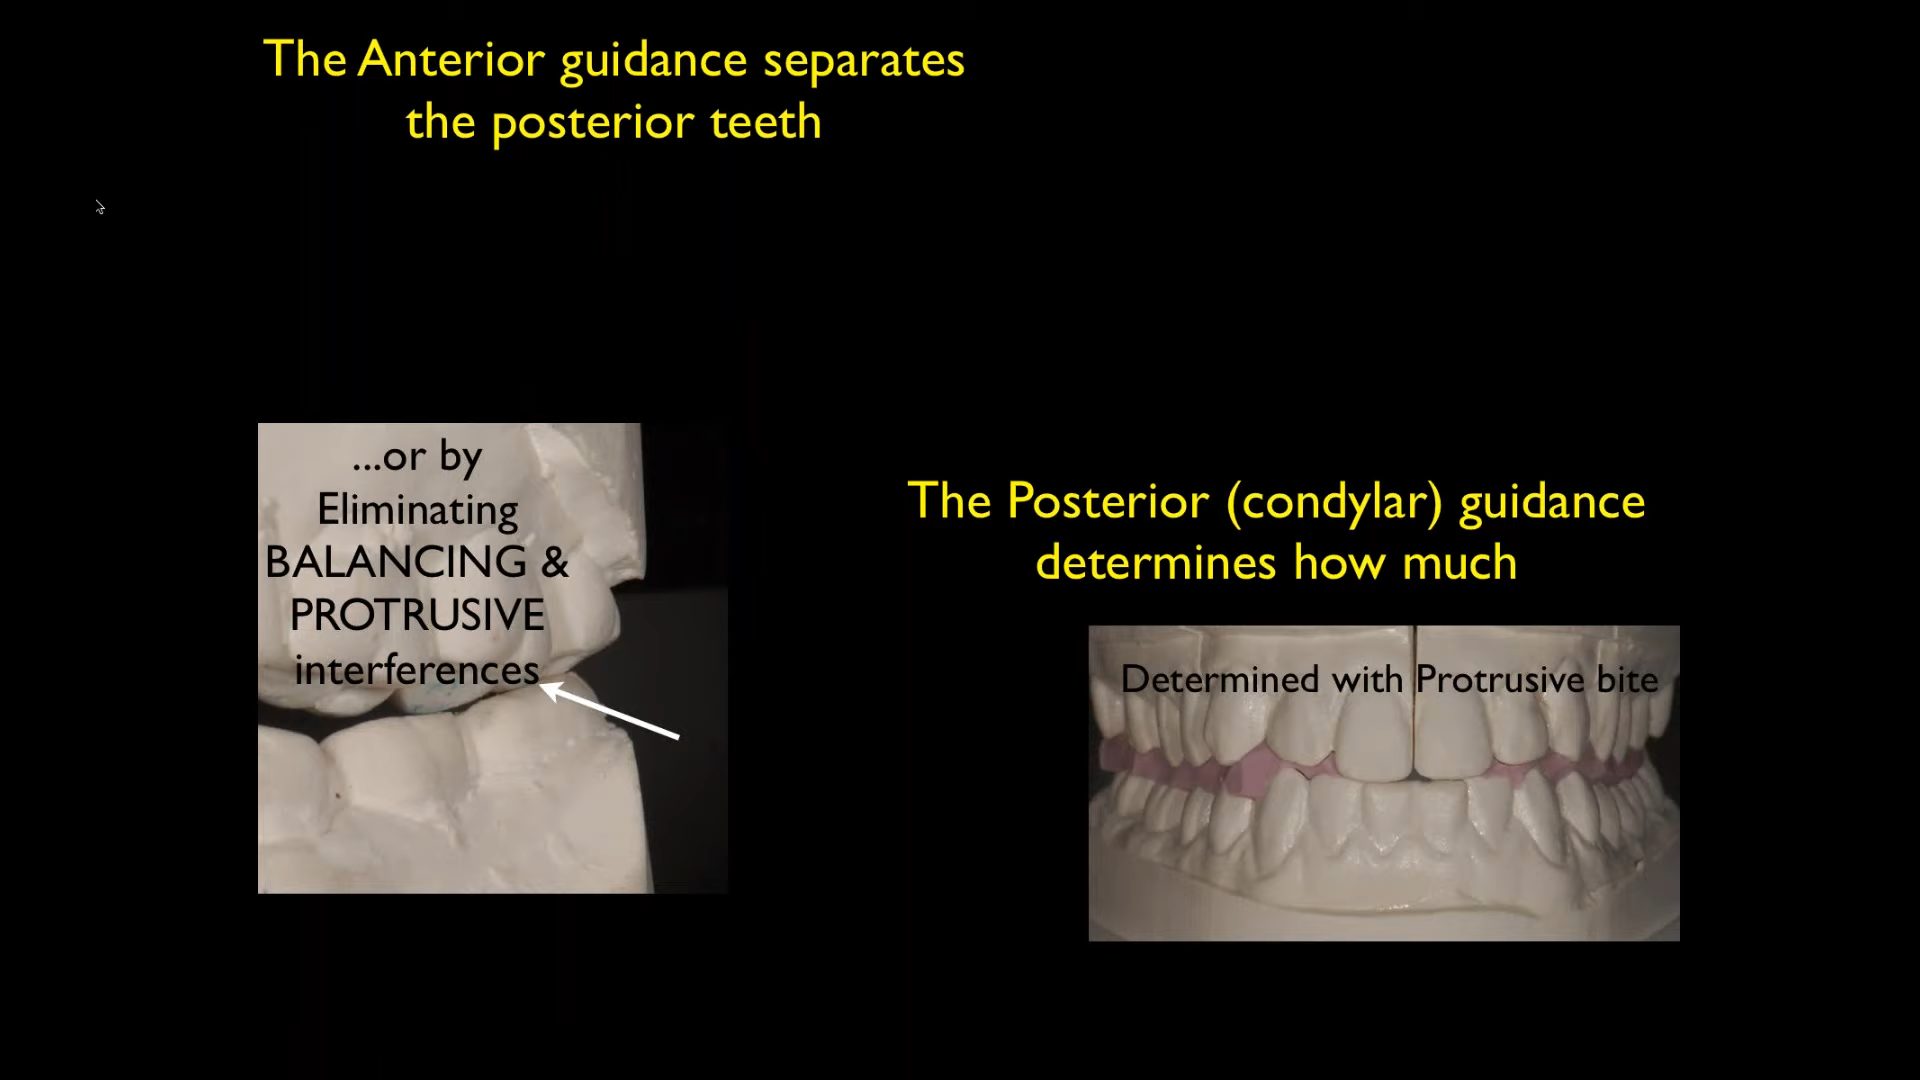 The Anterior guidance separates
the posterior teeth
...or by
Eliminating
BALANCING &
PROTRUSIVE
interferences
The Posterior (condylar) guidance
determines how much
Determined with Protrusive bite